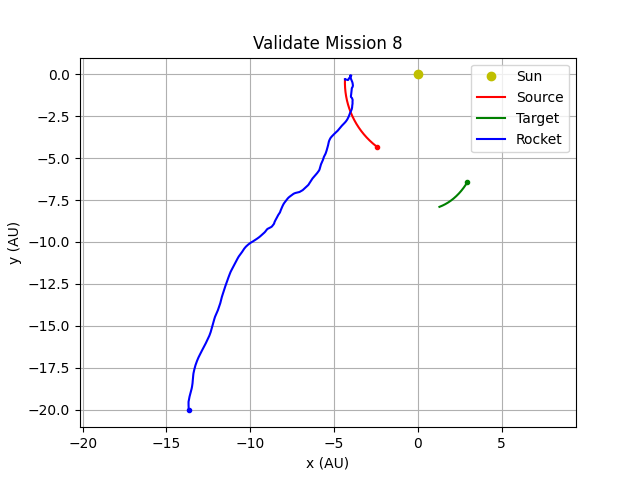 Validate Mission 8
Sun
Source
Target
Rocket
0.0
−2.5
−5.0
−7.5
−10.0
−12.5
−15.0
−17.5
−20.0
y (AU)
−20
−15
−10
−5
0
5
x (AU)